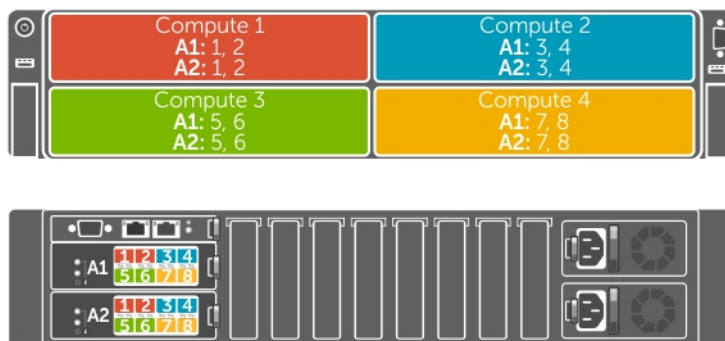 Compute 1
A1: 1, 2
A2: 1, 2
Compute 2
A1: 3, 4
A2: 3, 4
Compute 3
A1: 5, 6
A2: 5, 6
Compute 4
A1: 7, 8
A2: 7, 8
A1
1 2 3 4
5 6 7 8
A2
1 2 3 4
5 6 7 8